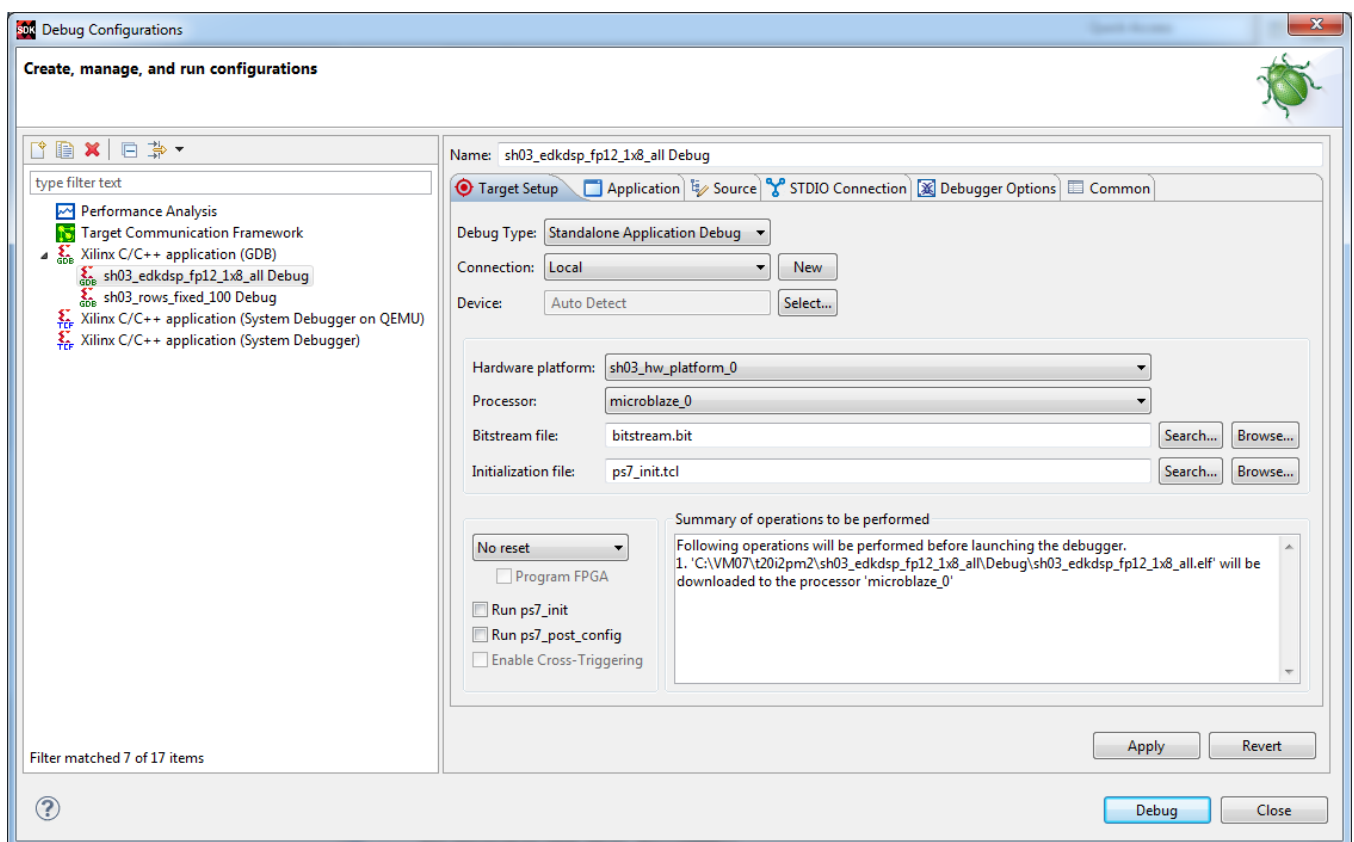 SDK Debug Configurations
Create, manage, and run configurations
type filter text
Performance Analysis
Target Communication Framework
GDB Xilinx C/C++ application (GDB)
GDB sh03_edkdsp_fp12_1x8_all Debug
GDB sh03_rows_fixed_100 Debug
TCF Xilinx C/C++ application (System Debugger on QEMU)
TCF Xilinx C/C++ application (System Debugger)
Filter matched 7 of 17 items
Name: sh03_edkdsp_fp12_1x8_all Debug
Target Setup Application Source STDIO Connection Debugger Options Common
Debug Type: Standalone Application Debug
Connection: Local New
Device: Auto Detect Select...
Hardware platform: sh03_hw_platform_0
Processor: microblaze_0
Bitstream file: bitstream.bit Search... Browse...
Initialization file: ps7_init.tcl Search... Browse...
No reset
Program FPGA
Run ps7_init
Run ps7_post_config
Enable Cross-Triggering
Summary of operations to be performed
Following operations will be performed before launching the debugger.
1. 'C:\VM07\t20i2pm2\sh03_edkdsp_fp12_1x8_all\Debug\sh03_edkdsp_fp12_1x8_all.elf' will be
downloaded to the processor 'microblaze_0'
Apply Revert
? Debug Close